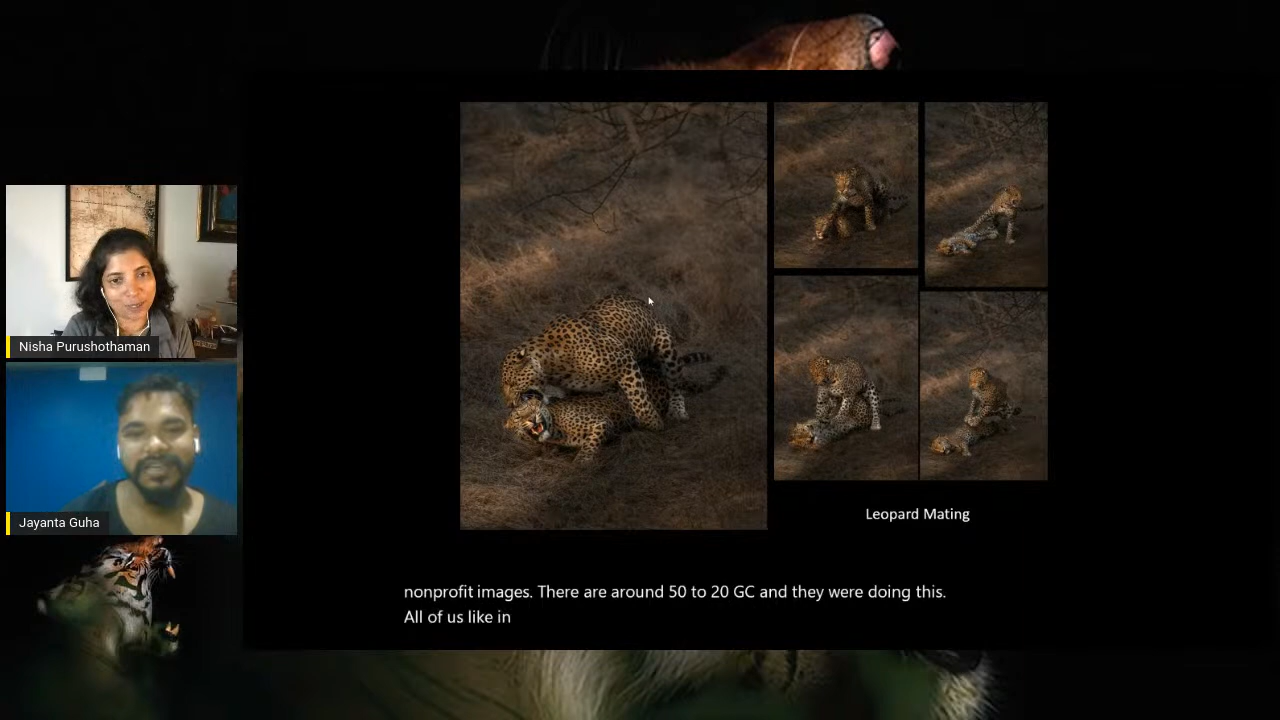 Nisha Purushothaman
Jayanta Guha
Leopard Mating
nonprofit images. There are around 50 to 20 GC and they were doing this.
All of us like in